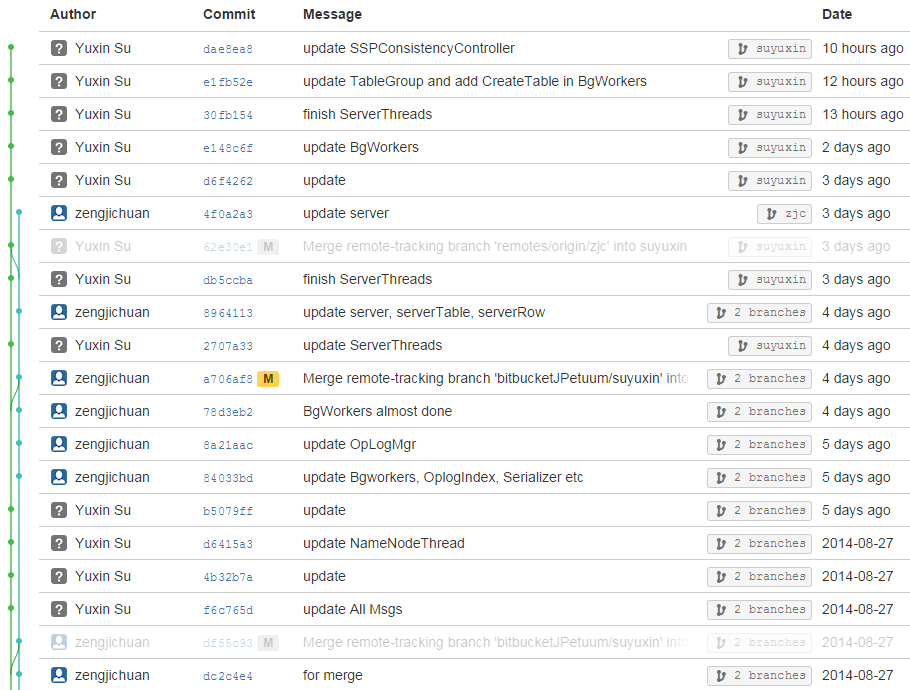 Author Commit Message Date
? Yuxin Su dae8ea8 update SSPConsistencyController suyuxin 10 hours ago
? Yuxin Su e1fb52e update TableGroup and add CreateTable in BgWorkers suyuxin 12 hours ago
? Yuxin Su 30fb154 finish ServerThreads suyuxin 13 hours ago
? Yuxin Su e148c6f update BgWorkers suyuxin 2 days ago
? Yuxin Su d6f4262 update suyuxin 3 days ago
zengjichuan 4f0a2a3 update server zjc 3 days ago
? Yuxin Su 62e30e1 M Merge remote-tracking branch 'remotes/origin/zjc' into suyuxin suyuxin 3 days ago
? Yuxin Su db5ccba finish ServerThreads suyuxin 3 days ago
zengjichuan 8964113 update server, serverTable, serverRow 2 branches 4 days ago
? Yuxin Su 2707a33 update ServerThreads suyuxin 4 days ago
zengjichuan a706af8 M Merge remote-tracking branch 'bitbucketJPetuum/suyuxin' into 2 branches 4 days ago
zengjichuan 78d3eb2 BgWorkers almost done 2 branches 4 days ago
zengjichuan 8a21aac update OpLogMgr 2 branches 5 days ago
zengjichuan 84033bd update Bgworkers, OplogIndex, Serializer etc 2 branches 5 days ago
? Yuxin Su b5079ff update 2 branches 5 days ago
? Yuxin Su d6415a3 update NameNodeThread 2 branches 2014-08-27
? Yuxin Su 4b32b7a update 2 branches 2014-08-27
? Yuxin Su f6c765d update All Msgs 2 branches 2014-08-27
zengjichuan df55c93 M Merge remote-tracking branch 'bitbucketJPetuum/suyuxin' into 2 branches 2014-08-27
zengjichuan dc2c4e4 for merge 2 branches 2014-08-27